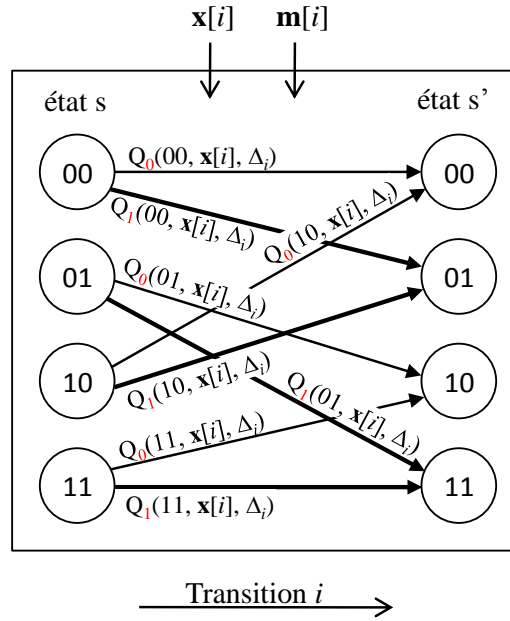 x[i] m[i]
état s état s’
00 Q0(00, x[i], Δi) 00
Q1(00, x[i], Δi)
Q0(10, x[i], Δi)
01 Q0(01, x[i], Δi) 01
10 Q1(10, x[i], Δi) 10
Q1(01, x[i], Δi)
Q0(11, x[i], Δi)
11 11
Q1(11, x[i], Δi)
Transition i